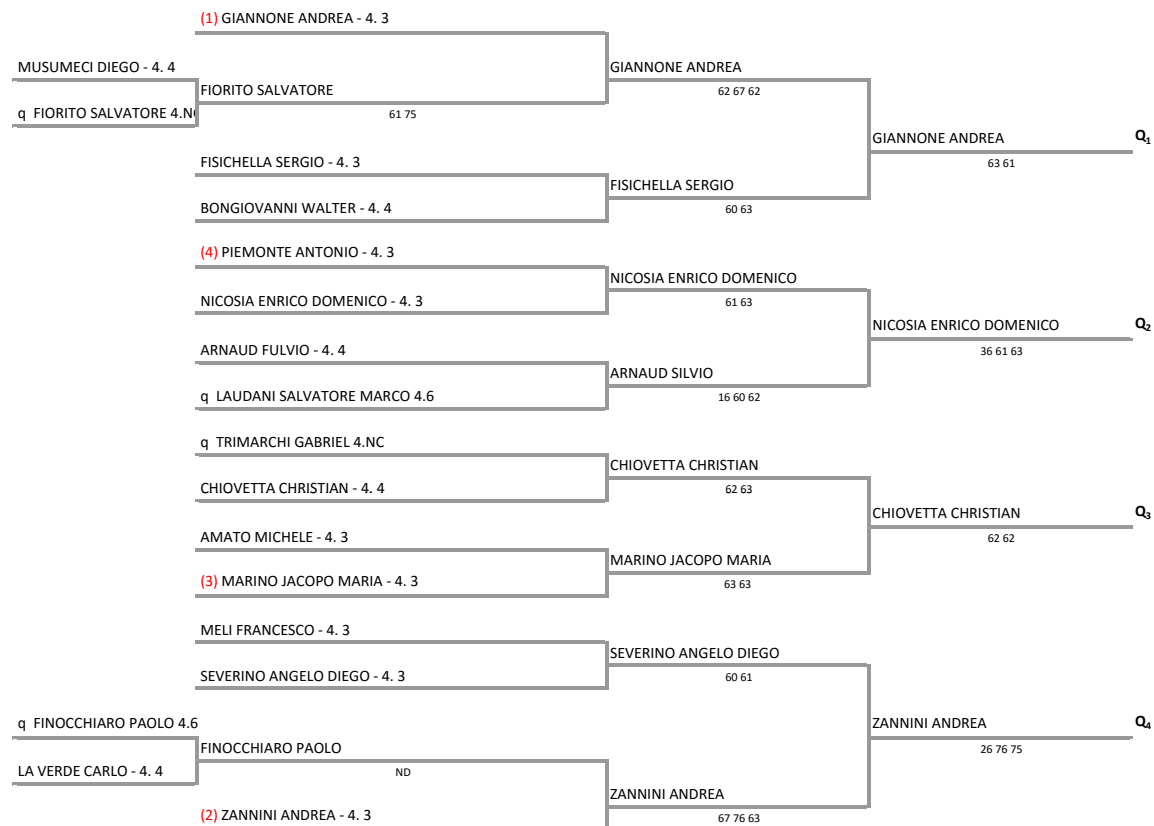 (1) GIANNONE ANDREA - 4. 3
MUSUMECI DIEGO - 4. 4
GIANNONE ANDREA
FIORITO SALVATORE
62 67 62
q FIORITO SALVATORE 4.NC
61 75
GIANNONE ANDREA
Q1
63 61
FISICHELLA SERGIO - 4. 3
FISICHELLA SERGIO
BONGIOVANNI WALTER - 4. 4
60 63
(4) PIEMONTE ANTONIO - 4. 3
NICOSIA ENRICO DOMENICO
NICOSIA ENRICO DOMENICO - 4. 3
61 63
NICOSIA ENRICO DOMENICO
Q2
36 61 63
ARNAUD FULVIO - 4. 4
ARNAUD SILVIO
q LAUDANI SALVATORE MARCO 4.6
16 60 62
q TRIMARCHI GABRIEL 4.NC
CHIOVETTA CHRISTIAN
CHIOVETTA CHRISTIAN - 4. 4
62 63
CHIOVETTA CHRISTIAN
Q3
62 62
AMATO MICHELE - 4. 3
MARINO JACOPO MARIA
(3) MARINO JACOPO MARIA - 4. 3
63 63
MELI FRANCESCO - 4. 3
SEVERINO ANGELO DIEGO
SEVERINO ANGELO DIEGO - 4. 3
60 61
q FINOCCHIARO PAOLO 4.6
ZANNINI ANDREA
Q4
FINOCCHIARO PAOLO
26 76 75
LA VERDE CARLO - 4. 4
ND
ZANNINI ANDREA
(2) ZANNINI ANDREA - 4. 3
67 76 63